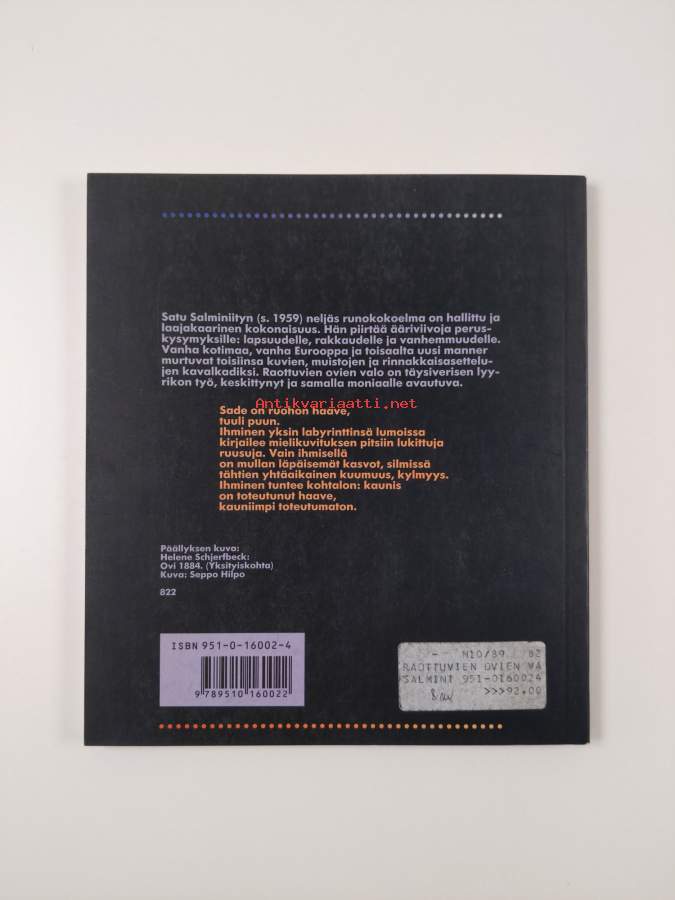 Satu Salminiityn (s. 1959) neljäs runokokoelma on hallittu ja
laajakaarinen kokonaisuus. Hän piirtää ääriviivoja perus-
kysymyksille: lapsuudelle, rakkaudelle ja vanhemmuudelle.
Vanha kotimaa, vanha Eurooppa ja toisaalta uusi manner
murtuvat toisiinsa kuvien, muistojen ja rinnakkaisasettelu-
jen kavalkadiksi. Raottuvien ovien valo on täysiverisen lyy-
rikon työ, keskittynyt ja samalla moniaalle avautuva.
Antikvariaatti.net
Sade on ruohon haave,
tuuli puun.
Ihminen yksin labyrinttinsä lumoissa
kirjailee mielikuvituksen pitsiin lukittuja
ruusuja. Vain ihmisellä
on mullan läpäisemät kasvot, silmissä
tähtien yhtäaikainen kuumuus, kylmyys.
Ihminen tuntee kohtalon: kaunis
on toteutunut haave,
kauniimpi toteutumaton.
Päällyksen kuva:
Helene Schjerfbeck:
Ovi 1884. (Yksityiskohta)
Kuva: Seppo Hilpo
822
ISBN 951-0-16002-4
9 789510 160022
- M10/89 82
RAOTTUVIEN OVIEN VA
SALMINI 951-0160024
>>>92.00